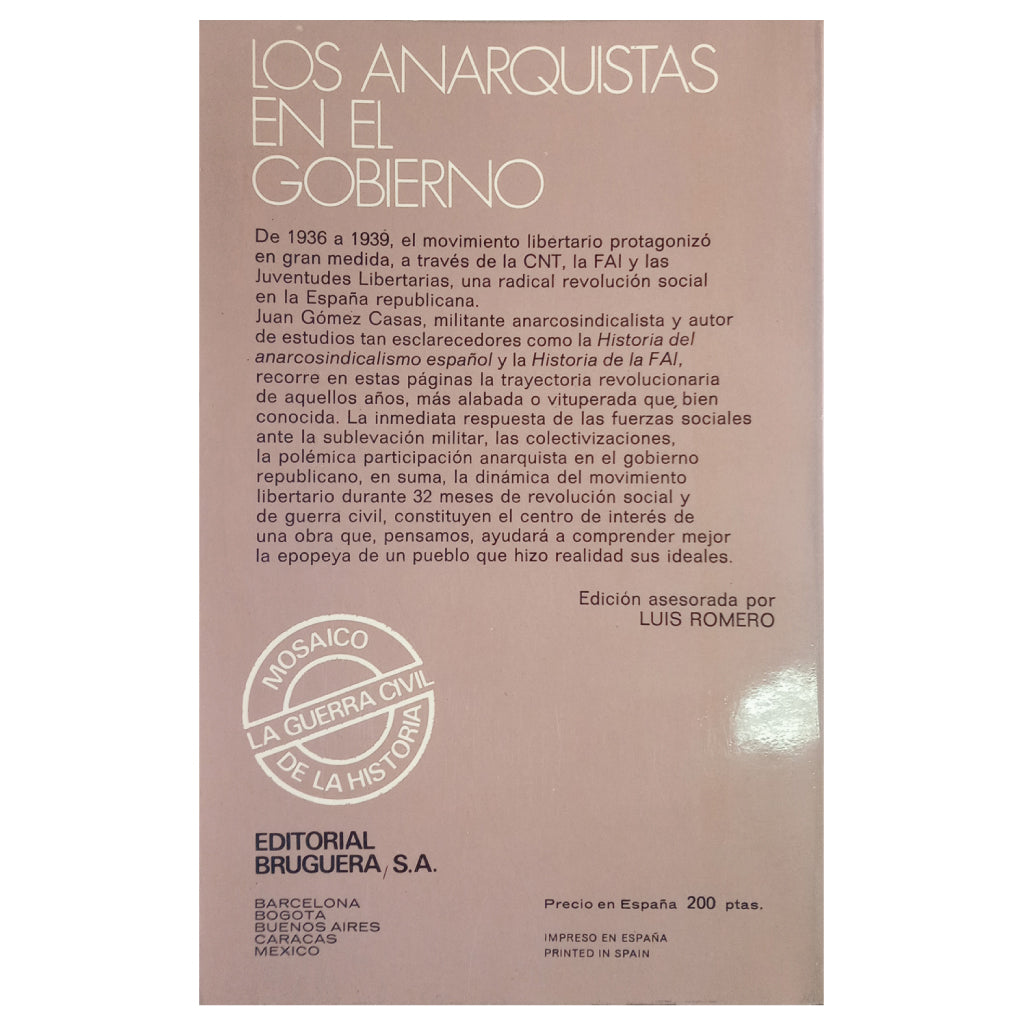 LOS ANARQUISTAS
EN EL
GOBIERNO
De 1936 a 1939, el movimiento libertario protagonizó
en gran medida, a través de la CNT, la FAI y las
Juventudes Libertarias, una radical revolución social
en la España republicana.
Juan Gómez Casas, militante anarcosindicalista y autor
de estudios tan esclarecedores como la Historia del
anarcosindicalismo español y la Historia de la FAI,
recorre en estas páginas la trayectoria revolucionaria
de aquellos años, más alabada o vituperada que bien
conocida. La inmediata respuesta de las fuerzas sociales
ante la sublevación militar, las colectivizaciones,
la polémica participación anarquista en el gobierno
republicano, en suma, la dinámica del movimiento
libertario durante 32 meses de revolución social y
de guerra civil, constituyen el centro de interés de
una obra que, pensamos, ayudará a comprender mejor
la epopeya de un pueblo que hizo realidad sus ideales.
Edición asesorada por
LUIS ROMERO
MOSAICO
LA GUERRA CIVIL
DE LA HISTORIA
EDITORIAL
BRUGUERA, S.A.
BARCELONA
BOGOTA
BUENOS AIRES
CARACAS
MEXICO
Precio en España 200 ptas.
IMPRESO EN ESPAÑA
PRINTED IN SPAIN